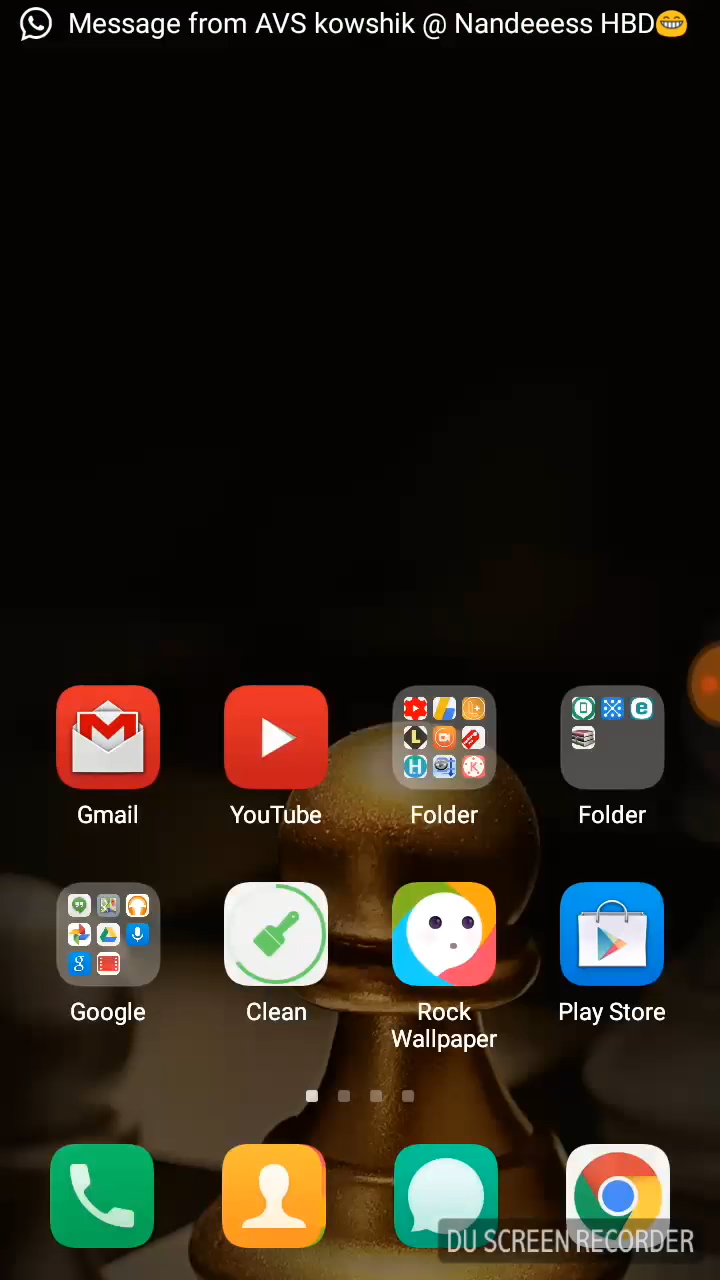 Message from AVS kowshik @ Nandeeess HBD😁
Gmail
YouTube
Folder
Folder
Google
Clean
Rock
Wallpaper
Play Store
DU SCREEN RECORDER